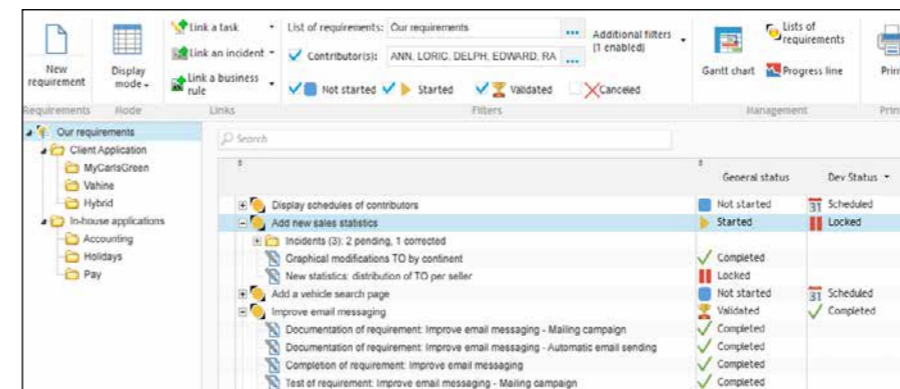 New
requirement
Display
mode
Link a task
Link an incident
Link a business
rule
List of requirements: Our requirements
Contributor(s): ANN, LORIC, DELPH, EDWARD, RA
Not started Started Validated Canceled
Additional filters
(1 enabled)
Gantt chart
Lists of
requirements
Progress line
Print
Requirements Mode Links Filters Management Print
Our requirements
Client Application
MyCarIsGreen
Vahine
Hybrid
In-house applications
Accounting
Holidays
Pay
Search
General status Dev Status
Display schedules of contributors Not started 31 Scheduled
Add new sales statistics Started Locked
Incidents (3): 2 pending, 1 corrected
Graphical modifications TO by continent Completed
New statistics: distribution of TO per seller Locked
Add a vehicle search page Not started 31 Scheduled
Improve email messaging Validated Completed
Documentation of requirement: Improve email messaging - Mailing campaign Completed
Documentation of requirement: Improve email messaging - Automatic email sending Completed
Completion of requirement: Improve email messaging Completed
Test of requirement: Improve email messaging - Mailing campaign Completed